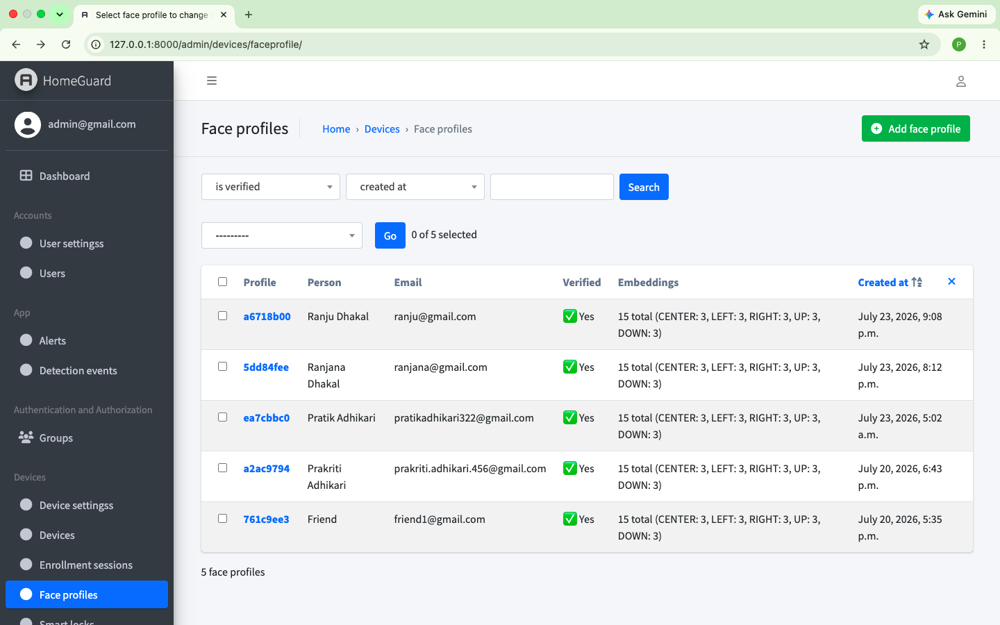 Select face profile to change
Ask Gemini
127.0.0.1:8000/admin/devices/faceprofile/
P
HomeGuard
admin@gmail.com
Dashboard
Accounts
User settingss
Users
App
Alerts
Detection events
Authentication and Authorization
Groups
Devices
Device settingss
Devices
Enrollment sessions
Face profiles
Smart locks
Face profiles
Home › Devices › Face profiles
Add face profile
is verified
created at
Search
---------
Go
0 of 5 selected
Profile Person Email Verified Embeddings Created at
a6718b00 Ranju Dhakal ranju@gmail.com Yes 15 total (CENTER: 3, LEFT: 3, RIGHT: 3, UP: 3, July 23, 2026, 9:08
DOWN: 3) p.m.
5dd84fee Ranjana ranjana@gmail.com Yes 15 total (CENTER: 3, LEFT: 3, RIGHT: 3, UP: 3, July 23, 2026, 8:12
Dhakal DOWN: 3) p.m.
ea7cbbc0 Pratik Adhikari pratikadhikari322@gmail.com Yes 15 total (CENTER: 3, LEFT: 3, RIGHT: 3, UP: 3, July 23, 2026, 5:02
DOWN: 3) a.m.
a2ac9794 Prakriti prakriti.adhikari.456@gmail.com Yes 15 total (CENTER: 3, LEFT: 3, RIGHT: 3, UP: 3, July 20, 2026, 6:43
Adhikari DOWN: 3) p.m.
761c9ee3 Friend friend1@gmail.com Yes 15 total (CENTER: 3, LEFT: 3, RIGHT: 3, UP: 3, July 20, 2026, 5:35
DOWN: 3) p.m.
5 face profiles